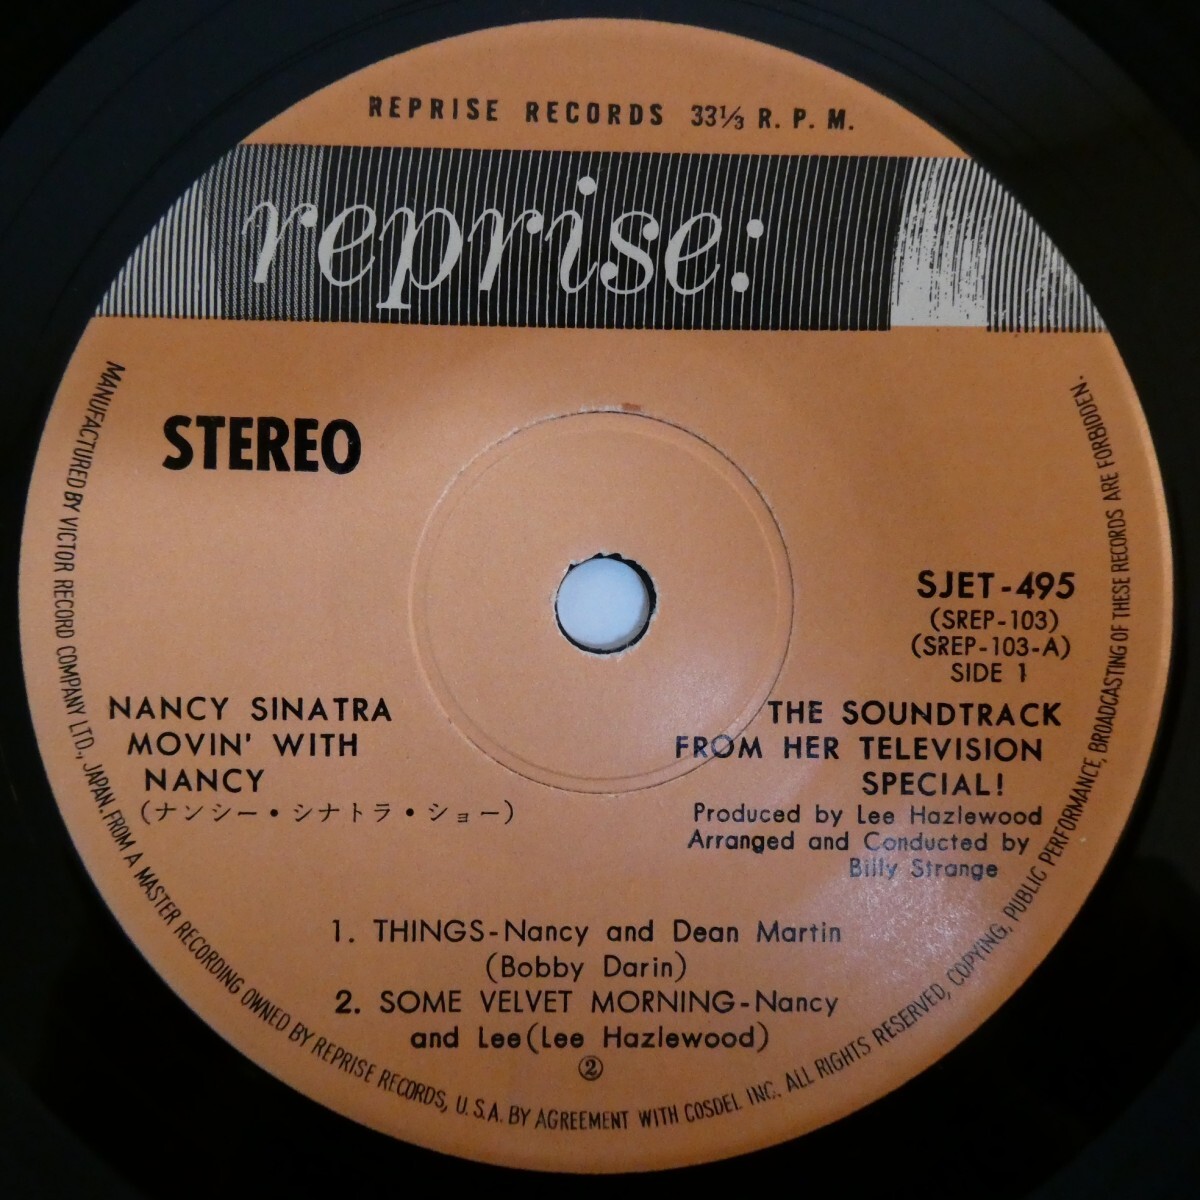 REPRISE RECORDS 33⅓ R. P. M.
reprise:
STEREO
SJET-495
(SREP-103)
(SREP-103-A)
SIDE 1
NANCY SINATRA
MOVIN' WITH
NANCY
(ナンシー・シナトラ・ショー)
THE SOUNDTRACK
FROM HER TELEVISION
SPECIAL!
Produced by Lee Hazlewood
Arranged and Conducted by
Billy Strange
1. THINGS-Nancy and Dean Martin
(Bobby Darin)
2. SOME VELVET MORNING-Nancy
and Lee(Lee Hazlewood)
②
MANUFACTURED BY VICTOR RECORD COMPANY LTD., JAPAN. FROM A MASTER RECORDING OWNED BY REPRISE RECORDS, U.S.A. BY AGREEMENT WITH COSDEL INC. ALL RIGHTS RESERVED, COPYING, PUBLIC PERFORMANCE, BROADCASTING OF THESE RECORDS ARE FORBIDDEN.